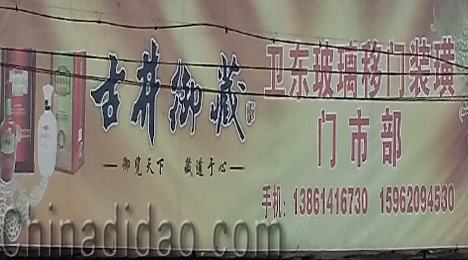 古井御藏
御览天下 藏道于心
卫东玻璃移门装璜
门市部
手机：13861416730 15962094530
Chinadidao.com